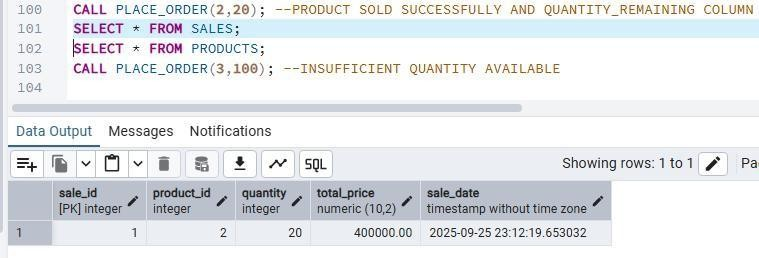 100 CALL PLACE_ORDER(2,20); --PRODUCT SOLD SUCCESSFULLY AND QUANTITY_REMAINING COLUMN
101 SELECT * FROM SALES;
102 SELECT * FROM PRODUCTS;
103 CALL PLACE_ORDER(3,100); --INSUFFICIENT QUANTITY AVAILABLE
104
Data Output Messages Notifications
SQL Showing rows: 1 to 1 Pa
sale_id product_id quantity total_price sale_date
[PK] integer integer integer numeric (10,2) timestamp without time zone
1 1 2 20 400000.00 2025-09-25 23:12:19.653032